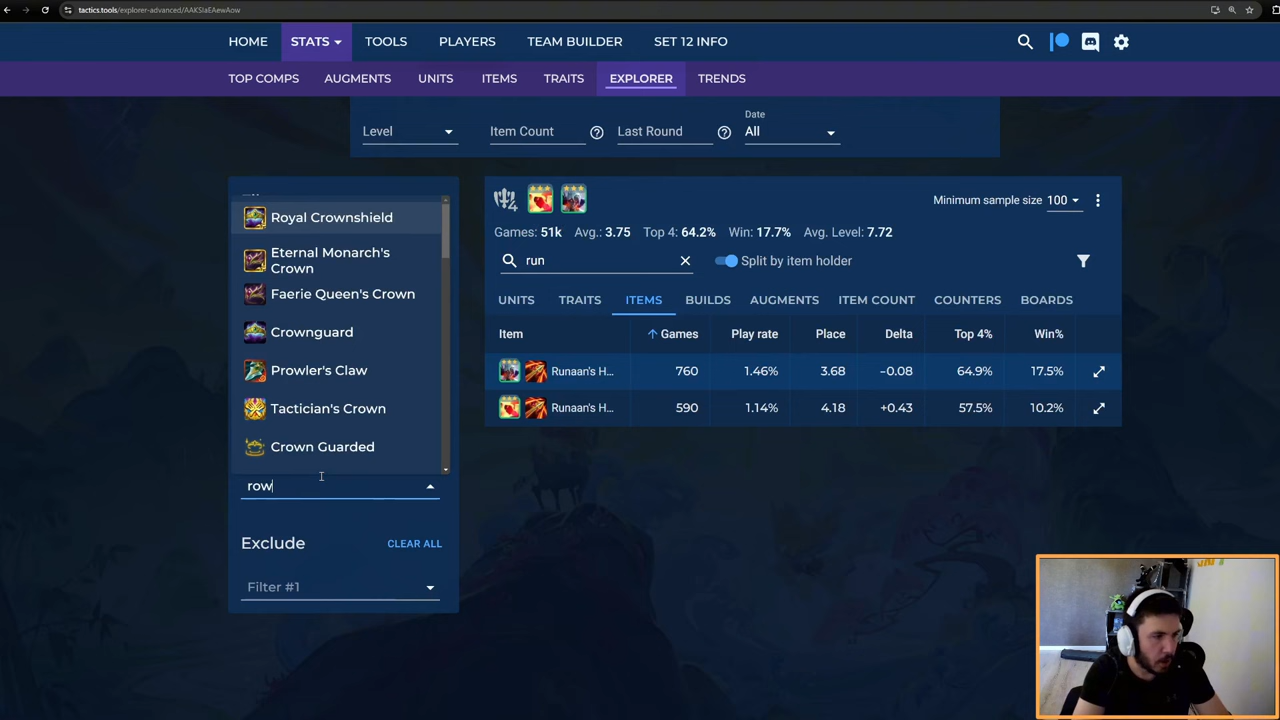 tactics.tools/explorer-advanced/AAKSIaEAewAow
HOME
STATS
TOOLS
PLAYERS
TEAM BUILDER
SET 12 INFO
TOP COMPS
AUGMENTS
UNITS
ITEMS
TRAITS
EXPLORER
TRENDS
Level
Item Count
Last Round
Date
All
Royal Crownshield
Eternal Monarch's
Crown
Faerie Queen's Crown
Crownguard
Prowler's Claw
Tactician's Crown
Crown Guarded
row
Exclude
CLEAR ALL
Filter #1
Minimum sample size 100
Games: 51k Avg.: 3.75 Top 4: 64.2% Win: 17.7% Avg. Level: 7.72
run
Split by item holder
UNITS TRAITS ITEMS BUILDS AUGMENTS ITEM COUNT COUNTERS BOARDS
Item Games Play rate Place Delta Top 4% Win%
Runaan's H... 760 1.46% 3.68 −0.08 64.9% 17.5%
Runaan's H... 590 1.14% 4.18 +0.43 57.5% 10.2%